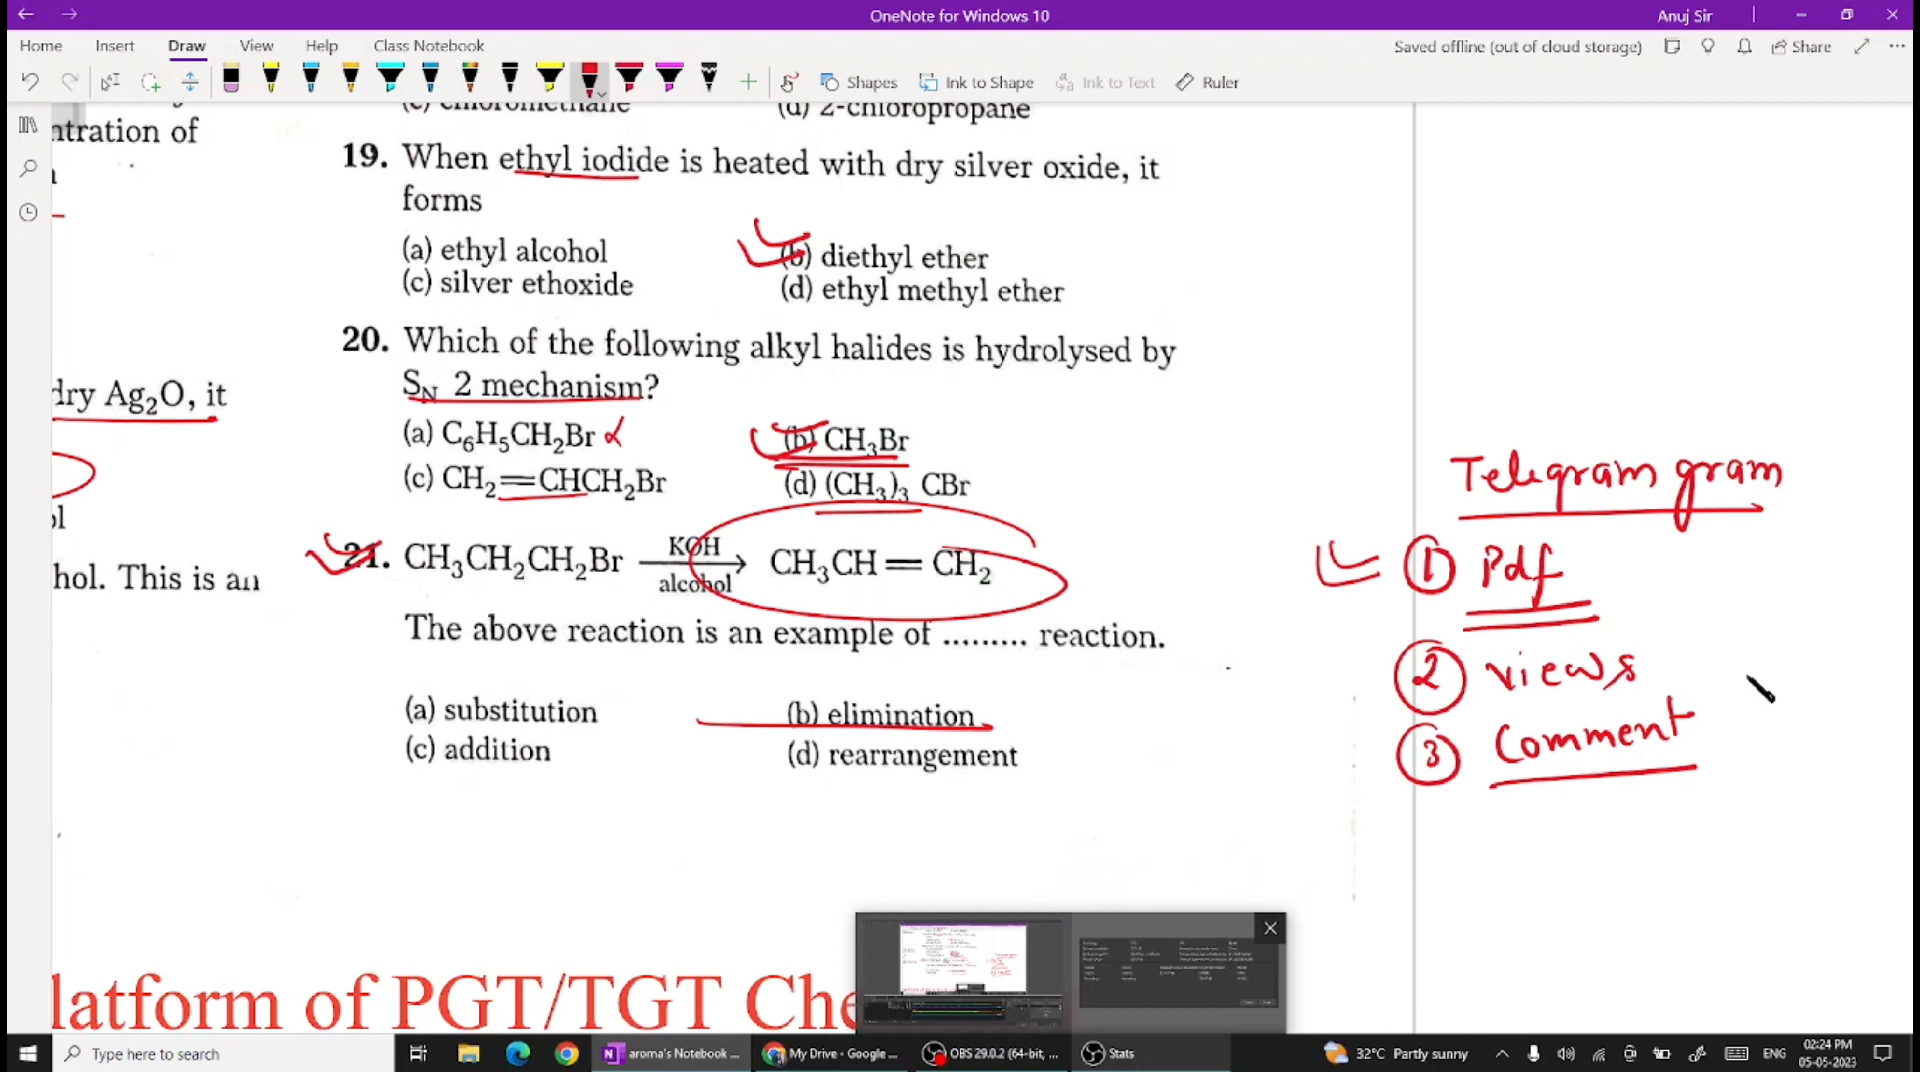 OneNote for Windows 10
Anuj Sir
Home Insert Draw View Help Class Notebook
Saved offline (out of cloud storage)
Share
Shapes Ink to Shape Ink to Text Ruler
ntration of
dry Ag2O, it
ol
hol. This is an
(c) chloromethane (d) 2-chloropropane
19. When ethyl iodide is heated with dry silver oxide, it
forms
(a) ethyl alcohol (b) diethyl ether
(c) silver ethoxide (d) ethyl methyl ether
20. Which of the following alkyl halides is hydrolysed by
SN 2 mechanism?
(a) C6H5CH2Br (b) CH3Br
(c) CH2=CHCH2Br (d) (CH3)3 CBr
21. CH3CH2CH2Br KOH alcohol → CH3CH=CH2
The above reaction is an example of ......... reaction.
(a) substitution (b) elimination
(c) addition (d) rearrangement
Telegram gram
① Pdf
② views
③ Comment
latform of PGT/TGT Che
Type here to search
aroma's Notebook ...
My Drive - Google ...
OBS 29.0.2 (64-bit, ...
Stats
32°C Partly sunny
ENG
02:24 PM
05-05-2023